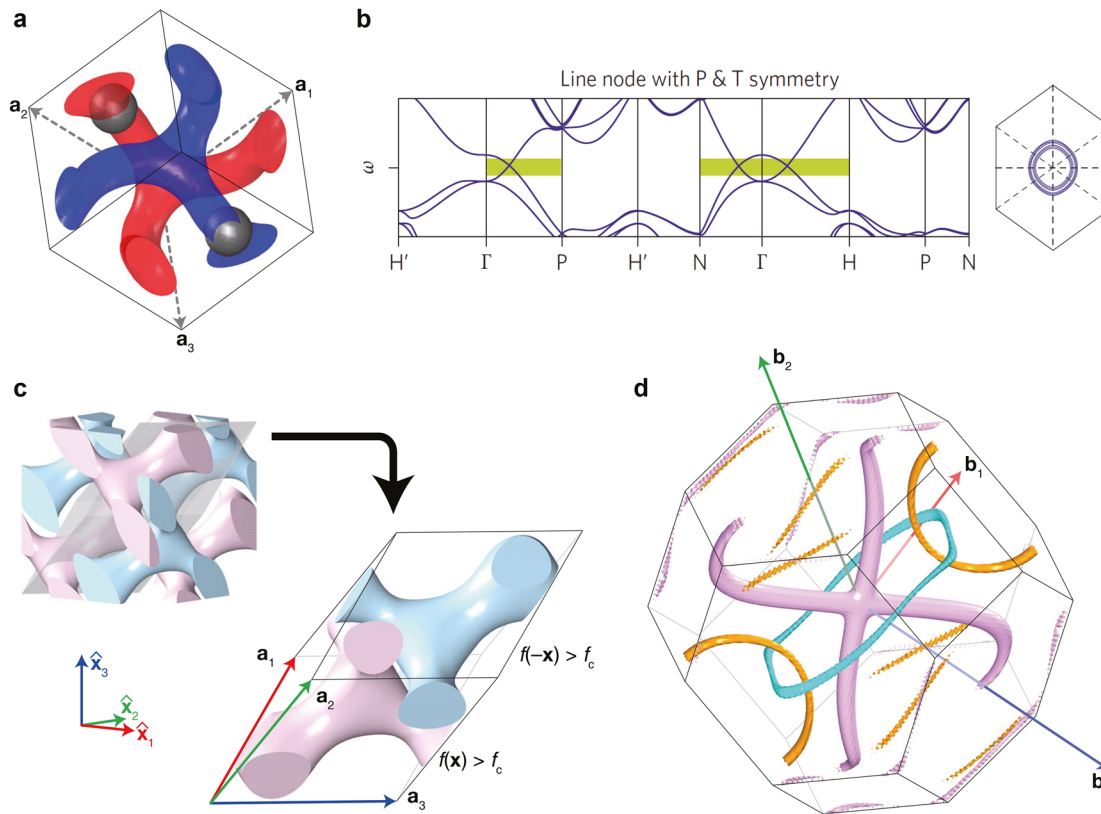 a
a1
a2
a3
b
Line node with P & T symmetry
ω
H′ Γ P H′ N Γ H P N
c
x̂3
x̂2
x̂1
a1
a2
a3
f(−x) > fc
f(x) > fc
d
b2
b1
b